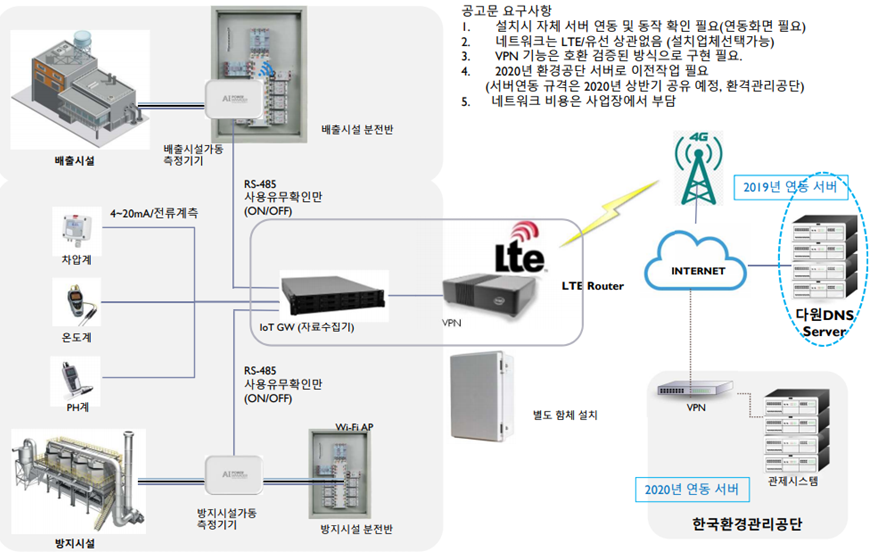 공고문 요구사항
1. 설치시 자체 서버 연동 및 동작 확인 필요(연동화면 필요)
2. 네트워크는 LTE/유선 상관없음 (설치업체선택가능)
3. VPN 기능은 호환 검증된 방식으로 구현 필요.
4. 2020년 환경공단 서버로 이전작업 필요
(서버연동 규격은 2020년 상반기 공유 예정, 환격관리공단)
5. 네트워크 비용은 사업장에서 부담
AI
POWER
배출시설 분전반
배출시설
배출시설가동
측정기기
4G
RS-485
사용유무확인만
(ON/OFF)
2019년 연동 서버
4~20mA/전류계측
차압계
Lte
INTERNET
LTE Router
다원DNS
Server
온도계
IoT GW (자료수집기)
VPN
RS-485
사용유무확인만
(ON/OFF)
PH계
별도 함체 설치
VPN
Wi-Fi AP
AI
POWER
관제시스템
2020년 연동 서버
방지시설
방지시설가동
측정기기
방지시설 분전반
한국환경관리공단